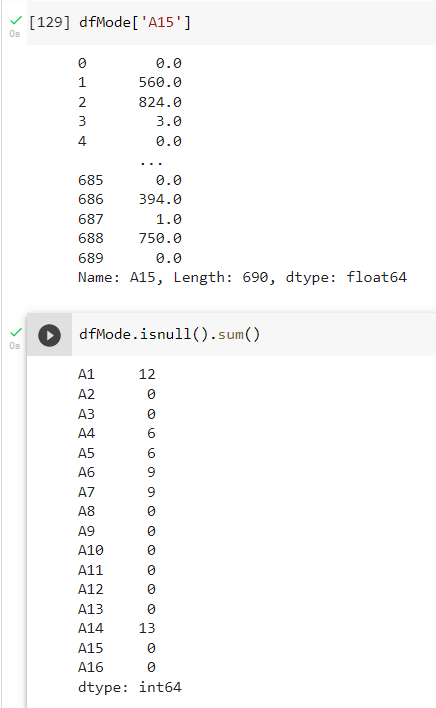 [129] dfMode['A15']
0s
0 0.0
1 560.0
2 824.0
3 3.0
4 0.0
...
685 0.0
686 394.0
687 1.0
688 750.0
689 0.0
Name: A15, Length: 690, dtype: float64
dfMode.isnull().sum()
0s
A1 12
A2 0
A3 0
A4 6
A5 6
A6 9
A7 9
A8 0
A9 0
A10 0
A11 0
A12 0
A13 0
A14 13
A15 0
A16 0
dtype: int64